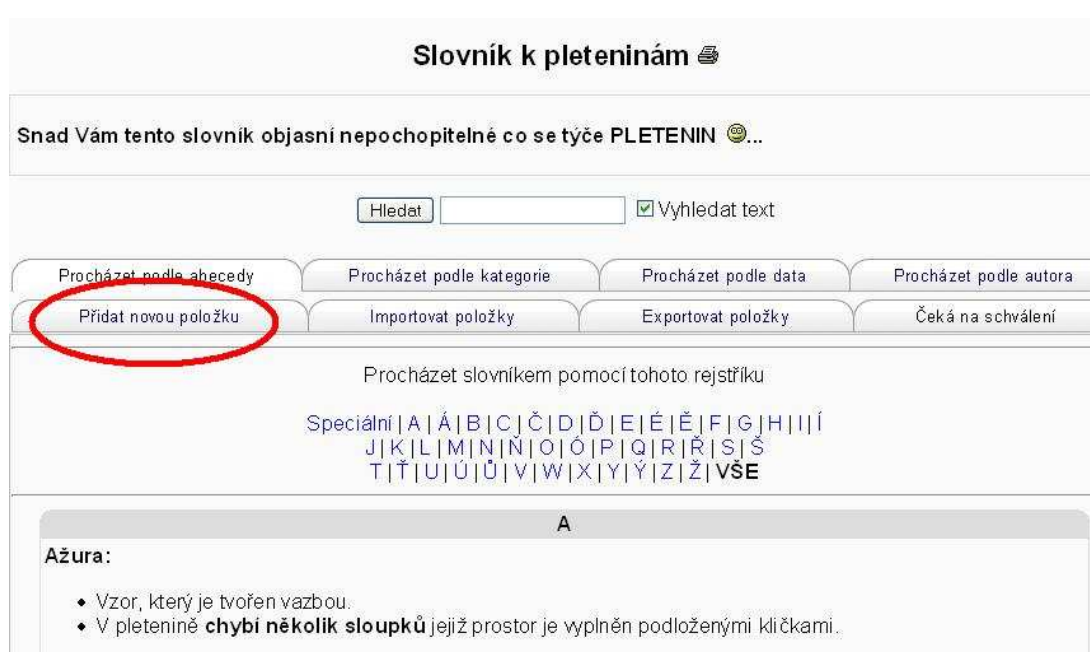 Slovník k pleteninám
Snad Vám tento slovník objasní nepochopitelné co se týče PLETENIN ...
Hledat Vyhledat text
Procházet podle abecedy Procházet podle kategorie Procházet podle data Procházet podle autora
Přidat novou položku Importovat položky Exportovat položky Čeká na schválení
Procházet slovníkem pomocí tohoto rejstříku
Speciální | A | Á | B | C | Č | D | Ď | E | É | Ě | F | G | H | I | Í
J | K | L | M | N | Ň | O | Ó | P | Q | R | Ř | S | Š
T | Ť | U | Ú | Ů | V | W | X | Y | Ý | Z | Ž | VŠE
A
Ažura:
• Vzor, který je tvořen vazbou.
• V pletenině chybí několik sloupků jejiž prostor je vyplněn podloženými kličkami.